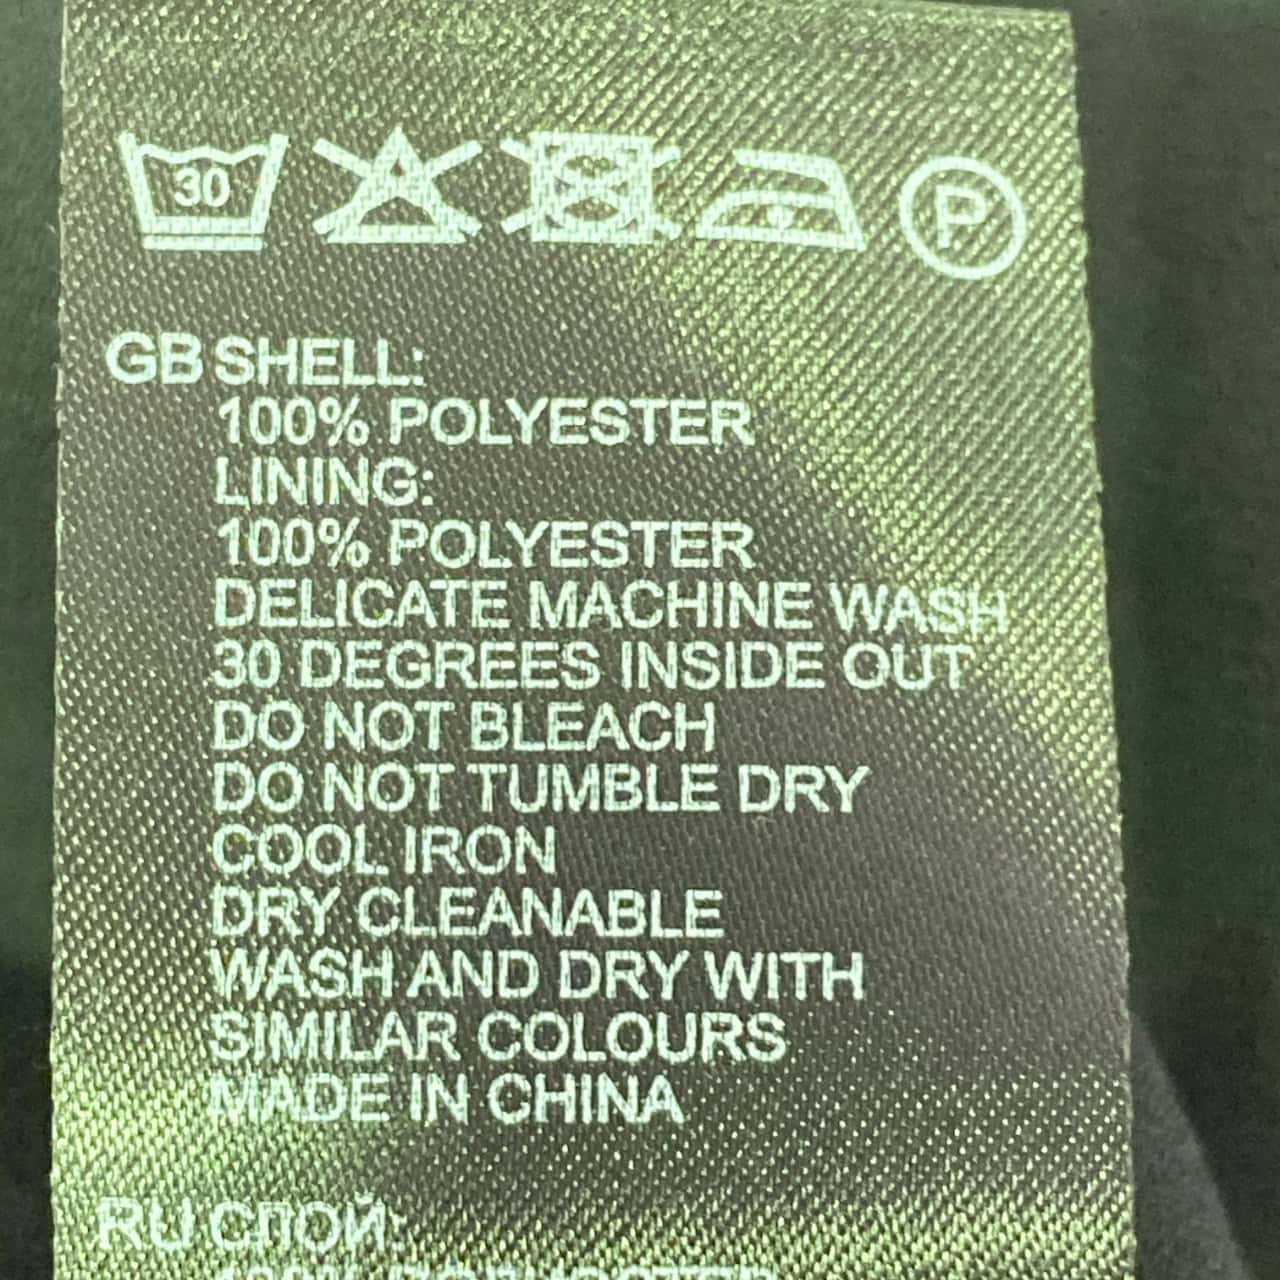 30
P
GB SHELL:
100% POLYESTER
LINING:
100% POLYESTER
DELICATE MACHINE WASH
30 DEGREES INSIDE OUT
DO NOT BLEACH
DO NOT TUMBLE DRY
COOL IRON
DRY CLEANABLE
WASH AND DRY WITH
SIMILAR COLOURS
MADE IN CHINA
RU СЛОЙ: